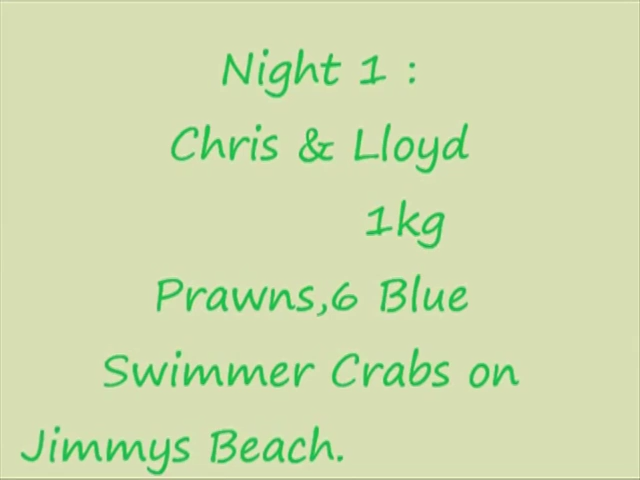 Night 1 :
Chris & Lloyd
1kg
Prawns,6 Blue
Swimmer Crabs on
Jimmys Beach.